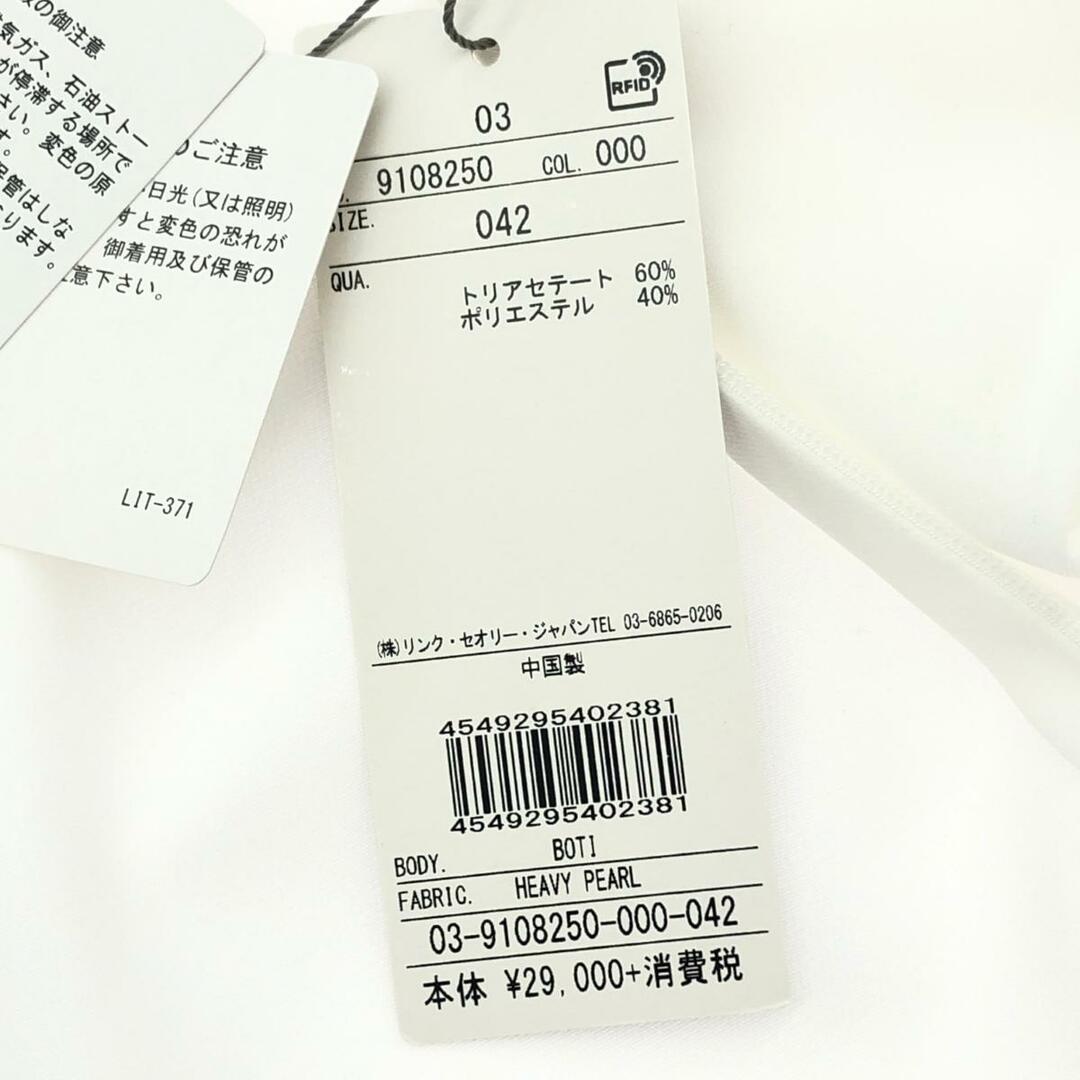 の御注意
気ガス、石油ストー
が停滞する場所で
さい。変色の原
す。
保管はしな
ります。
のご注意
日光(又は照明)
すと変色の恐れが
御着用及び保管の
意下さい。
LIT-371
RFID
03
9108250 COL. 000
SIZE. 042
QUA. トリアセテート 60%
ポリエステル 40%
(株)リンク・セオリー・ジャパンTEL 03-6865-0206
中国製
4549295402381
4549295402381
BODY. BOTI
FABRIC. HEAVY PEARL
03-9108250-000-042
本体 ¥29,000+消費税